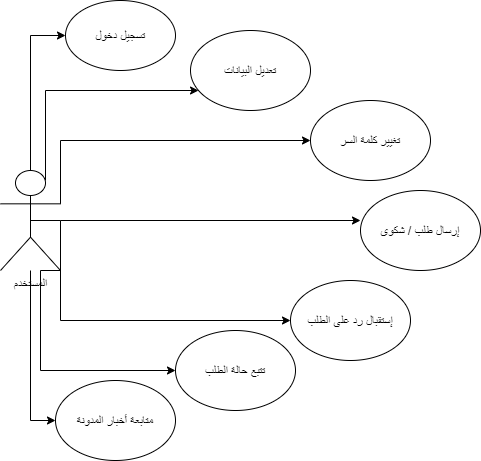 تسجيل دخول
تعديل البيانات
تغيير كلمة السر
إرسال طلب / شكوى
المستخدم
إستقبال رد على الطلب
تتبع حالة الطلب
متابعة أخبار المدونة